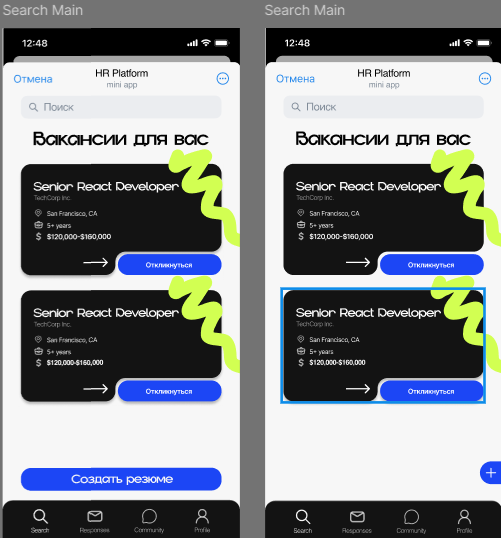 Search Main
12:48
Отмена
HR Platform
mini app
Поиск
Вакансии для вас
Senior React Developer
TechCorp Inc.
San Francisco, CA
5+ years
$ $120,000-$160,000
Откликнуться
Senior React Developer
TechCorp Inc.
San Francisco, CA
5+ years
$ $120,000-$160,000
Откликнуться
Создать резюме
Search
Responses
Community
Profile
Search Main
12:48
Отмена
HR Platform
mini app
Поиск
Вакансии для вас
Senior React Developer
TechCorp Inc.
San Francisco, CA
5+ years
$ $120,000-$160,000
Откликнуться
Senior React Developer
TechCorp Inc.
San Francisco, CA
5+ years
$ $120,000-$160,000
Откликнуться
+
Search
Responses
Community
Profile